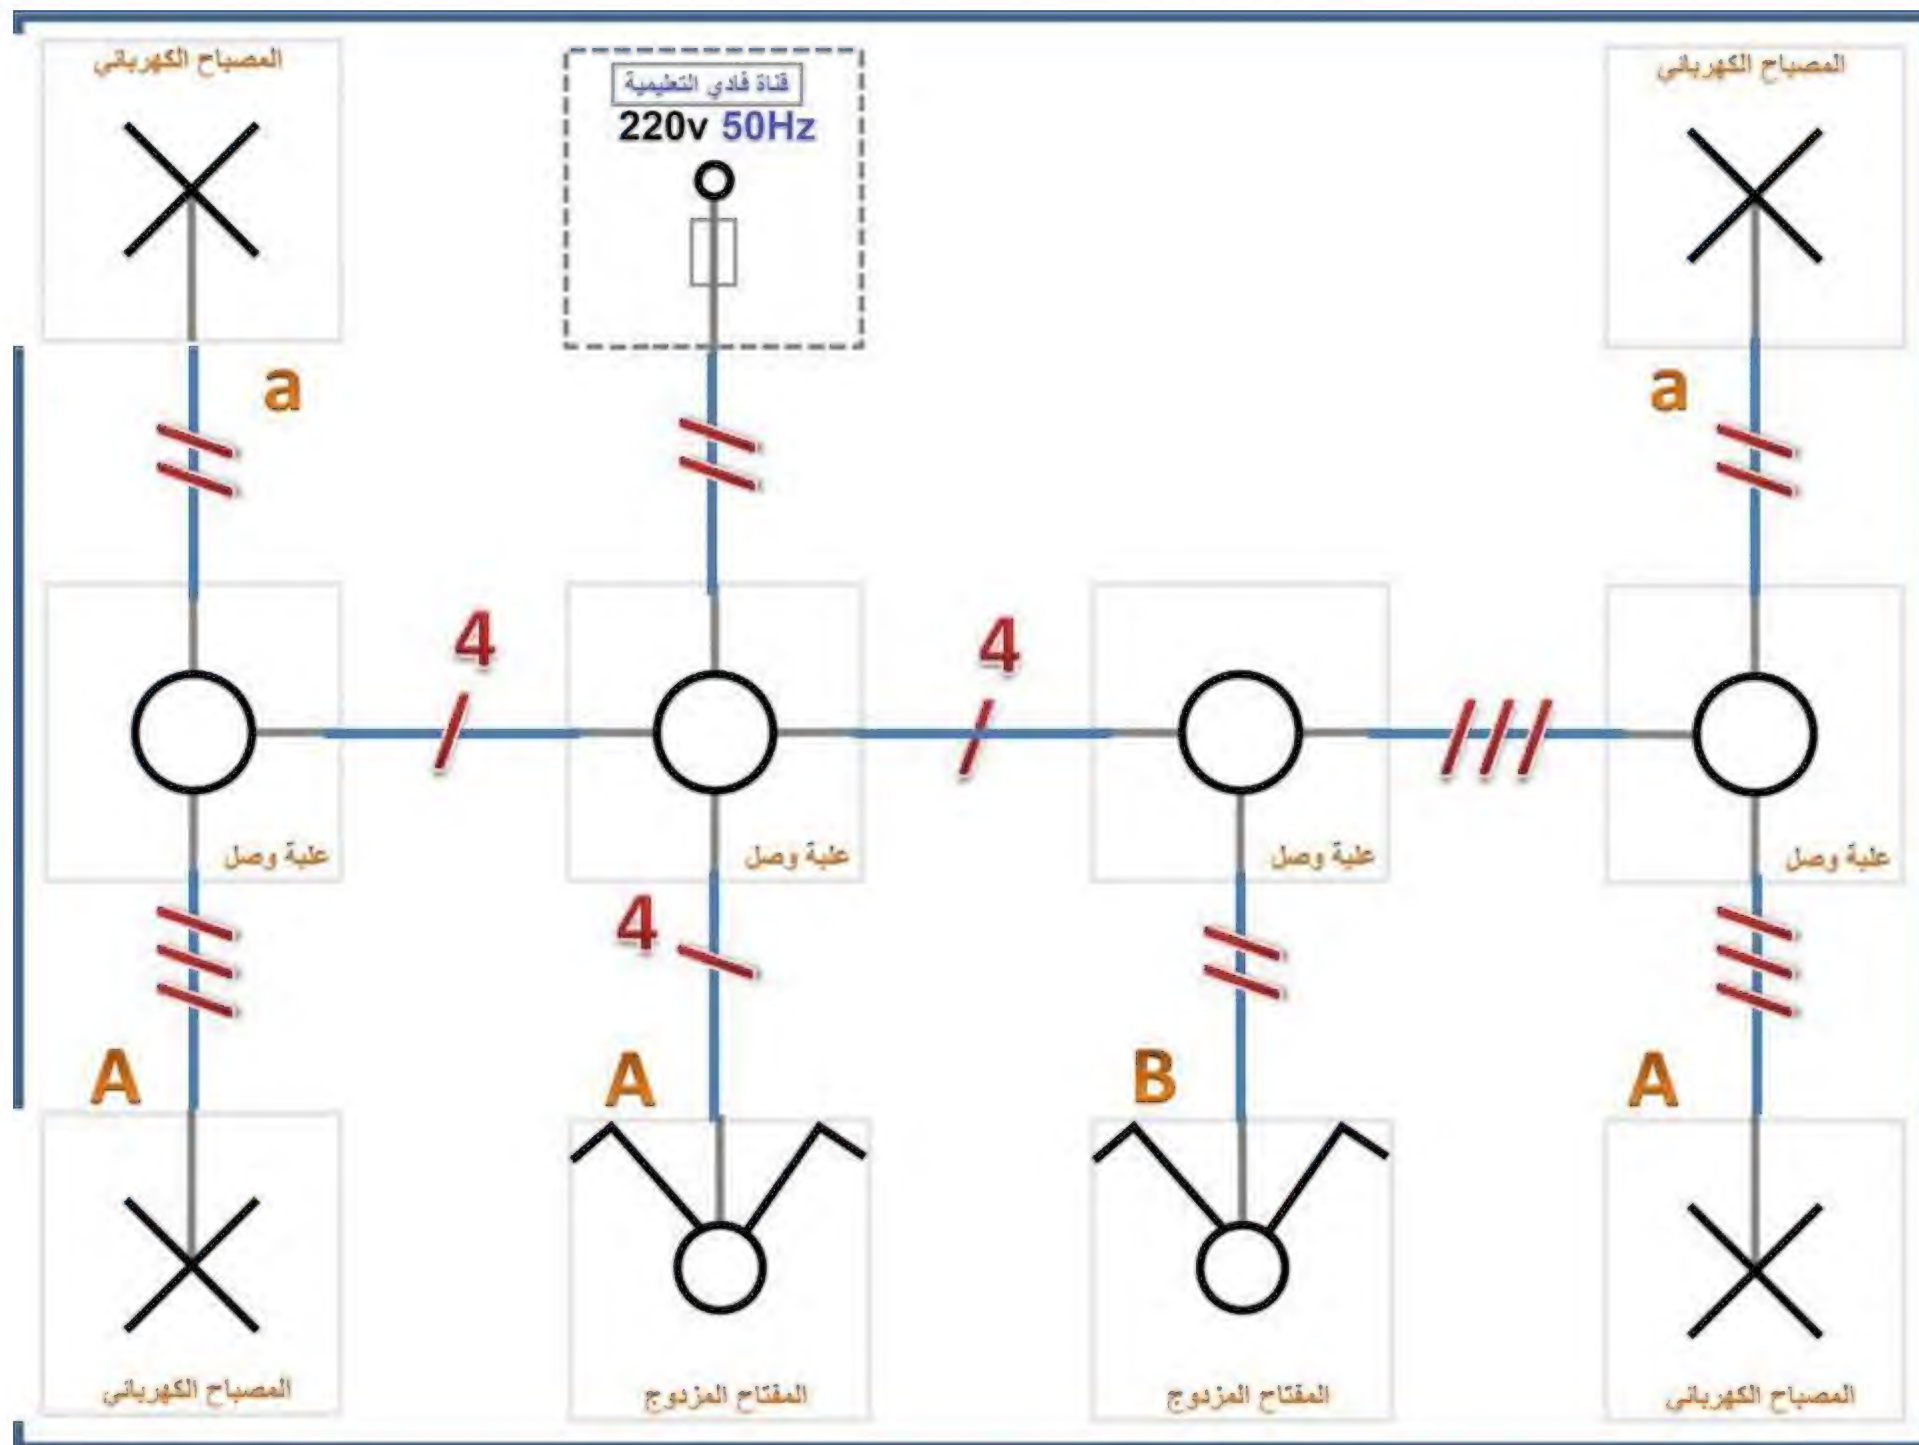 المصباح الكهربائي
قناة فادي التعليمية
220v 50Hz
المصباح الكهربائي
a
a
4
4
علبة وصل
علبة وصل
علبة وصل
علبة وصل
4
A
A
B
A
المصباح الكهربائي
المفتاح المزدوج
المفتاح المزدوج
المصباح الكهربائي